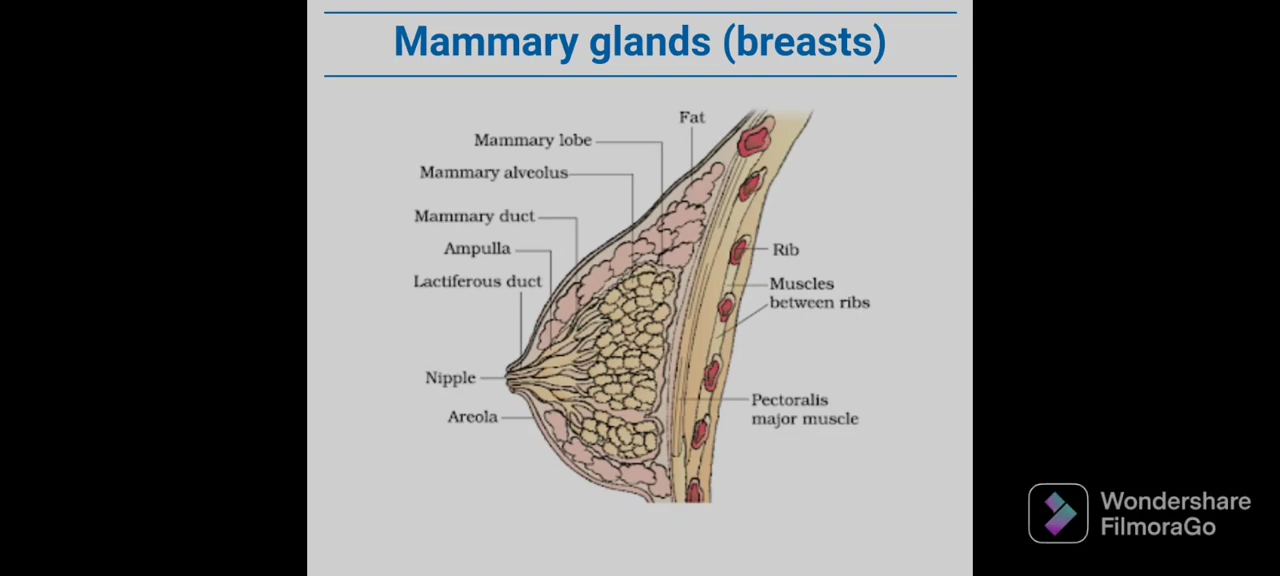 Mammary glands (breasts)
Fat
Mammary lobe
Mammary alveolus
Mammary duct
Ampulla
Lactiferous duct
Rib
Muscles
between ribs
Nipple
Areola
Pectoralis
major muscle
Wondershare
FilmoraGo